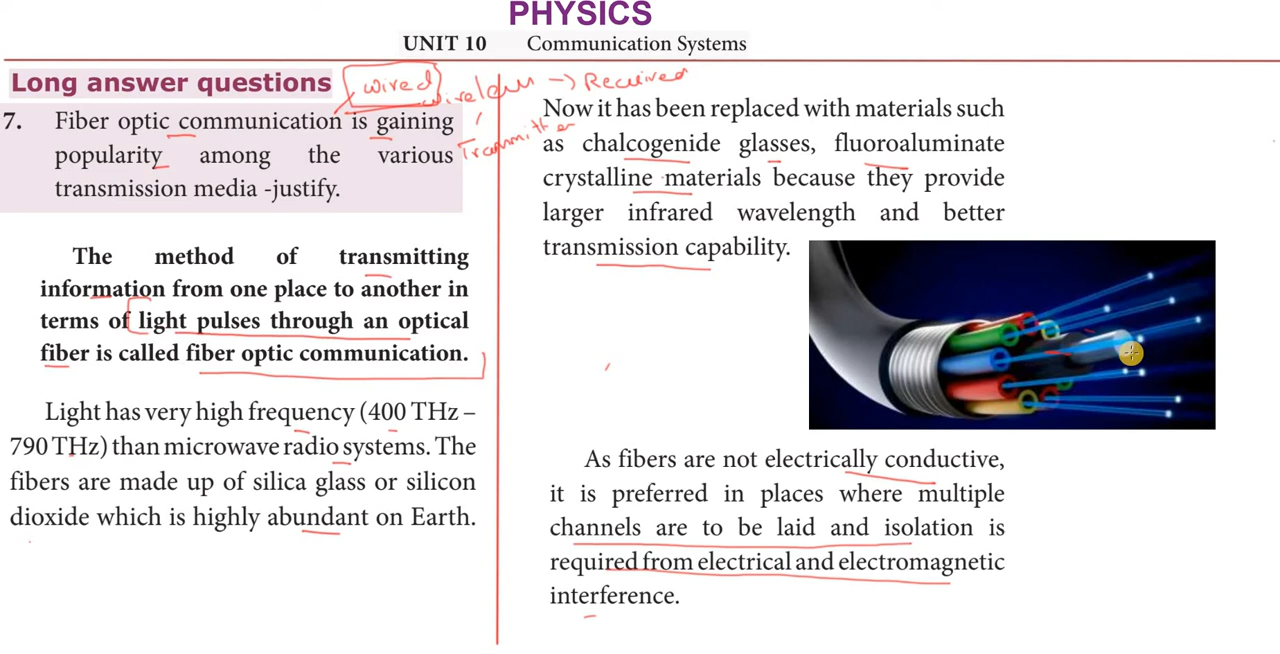 PHYSICS
UNIT 10 Communication Systems
Long answer questions
wired
wireless → Received
Transmitter
7. Fiber optic communication is gaining
popularity among the various
transmission media -justify.
The method of transmitting
information from one place to another in
terms of light pulses through an optical
fiber is called fiber optic communication.
Light has very high frequency (400 THz –
790 THz) than microwave radio systems. The
fibers are made up of silica glass or silicon
dioxide which is highly abundant on Earth.
Now it has been replaced with materials such
as chalcogenide glasses, fluoroaluminate
crystalline materials because they provide
larger infrared wavelength and better
transmission capability.
As fibers are not electrically conductive,
it is preferred in places where multiple
channels are to be laid and isolation is
required from electrical and electromagnetic
interference.